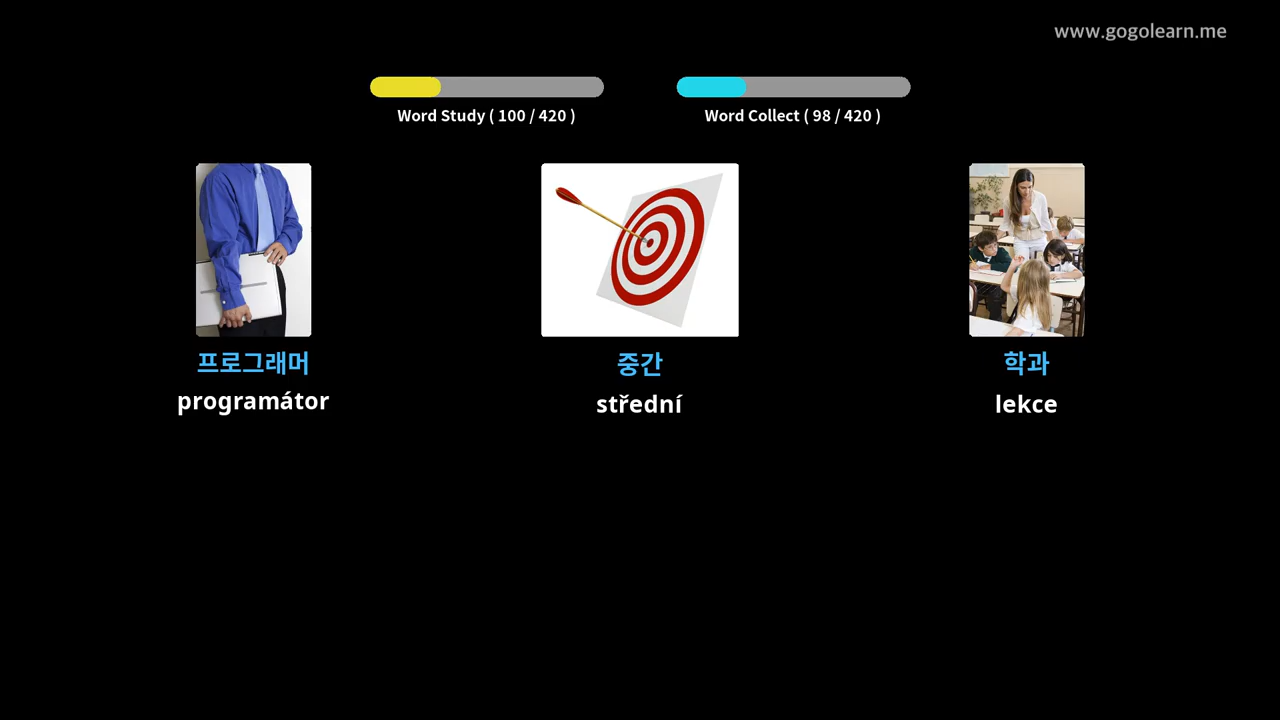 www.gogolearn.me
Word Study ( 100 / 420 )
Word Collect ( 98 / 420 )
프로그래머
중간
학과
programátor
střední
lekce